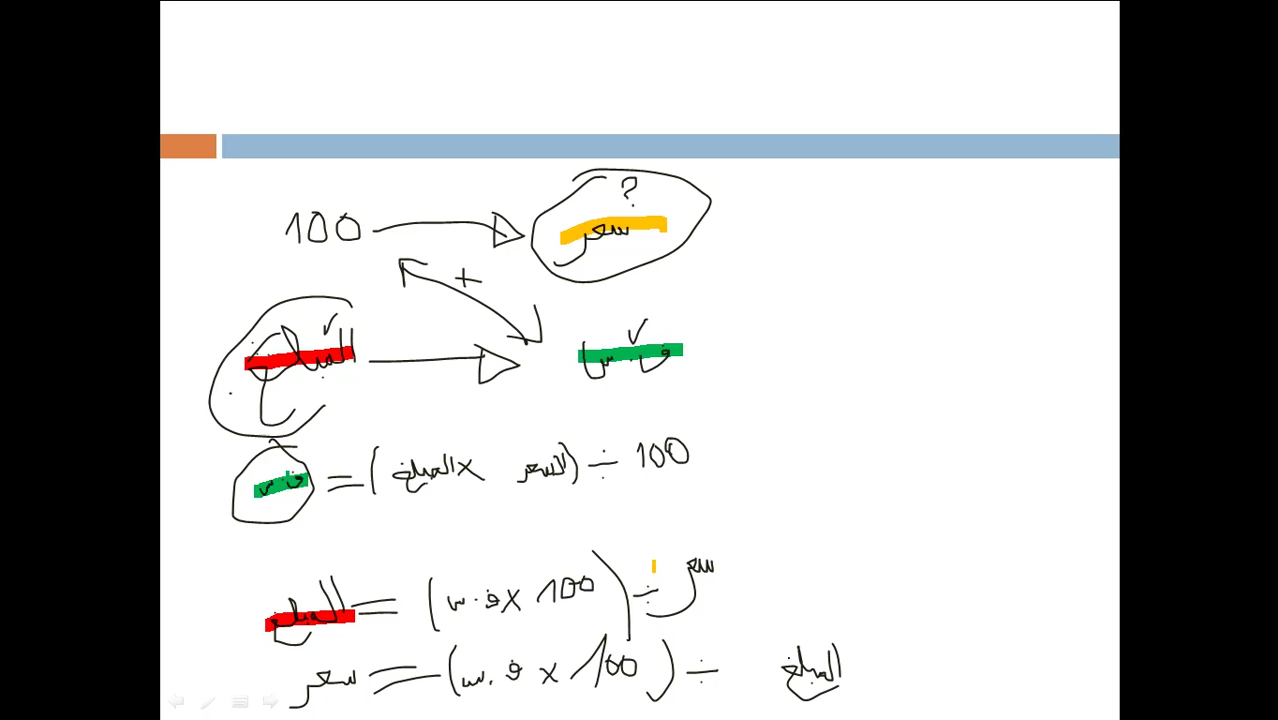 100 → سعر ?
المبلغ → ف.س
ف.س = (المبلغ × السعر) ÷ 100
المبلغ = (ف.س × 100) ÷ سعر
سعر = (ف.س × 100) ÷ المبلغ